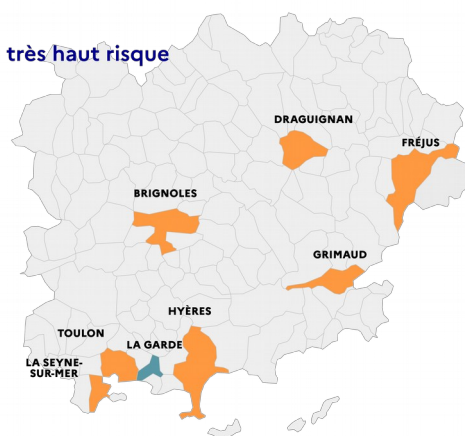 très haut risque
DRAGUIGNAN
FRÉJUS
BRIGNOLES
GRIMAUD
HYÈRES
TOULON
LA GARDE
LA SEYNE-
SUR-MER